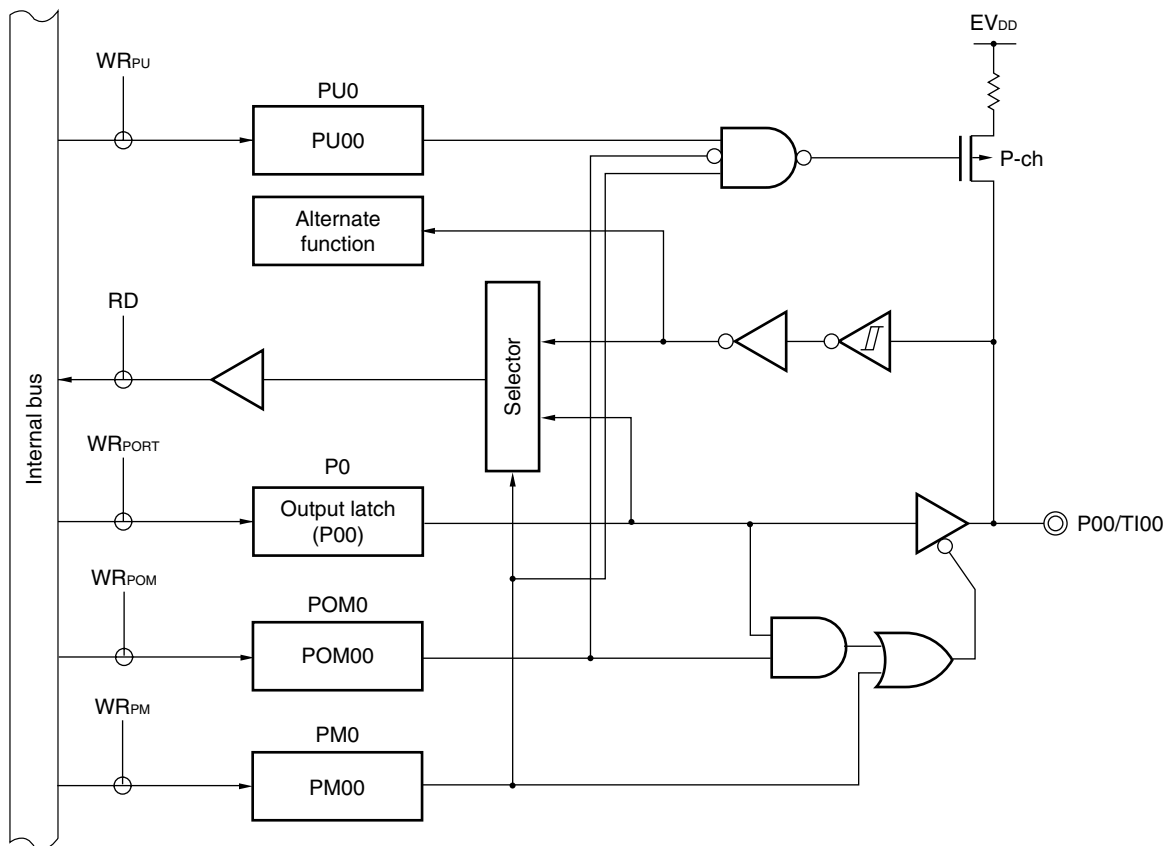 EVDD
WRPU
PU0
PU00
P-ch
Alternate
function
RD
Selector
Internal bus
WRPORT
P0
Output latch
(P00)
P00/TI00
WRPOM
POM0
POM00
WRPM
PM0
PM00